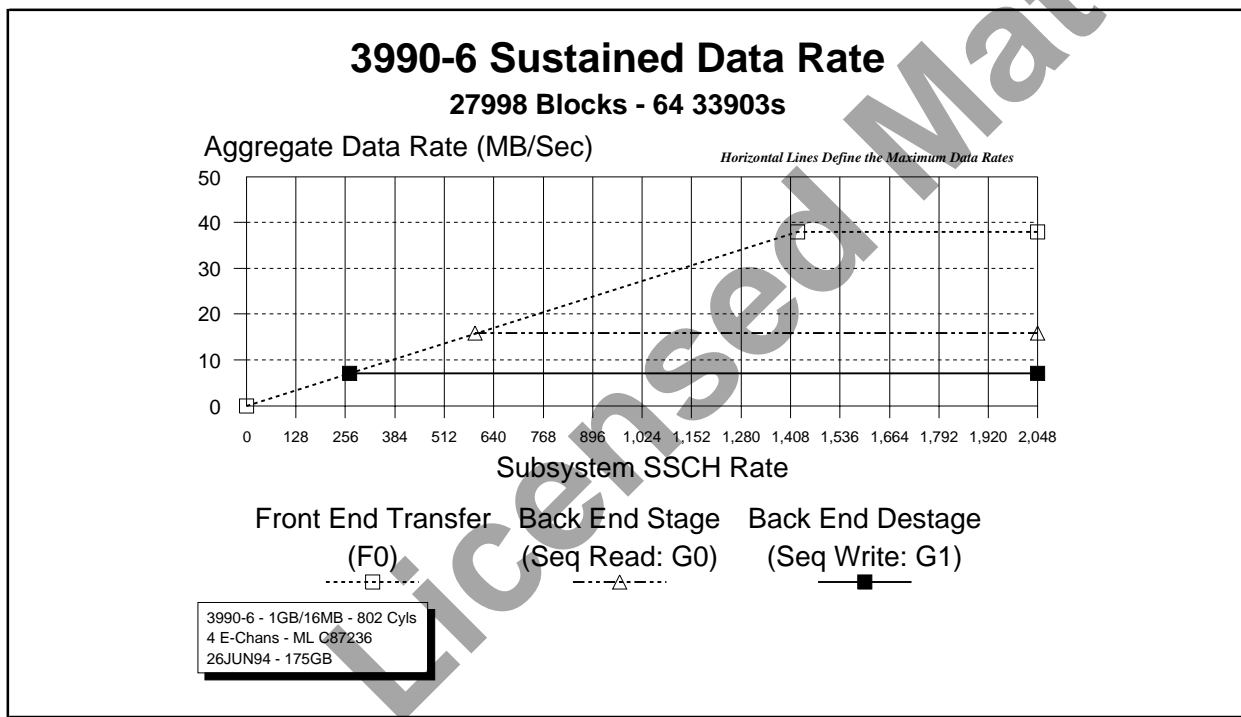 3990-6 Sustained Data Rate
27998 Blocks - 64 33903s
Aggregate Data Rate (MB/Sec)
Horizontal Lines Define the Maximum Data Rates
50
40
30
20
10
0
0 128 256 384 512 640 768 896 1,024 1,152 1,280 1,408 1,536 1,664 1,792 1,920 2,048
Subsystem SSCH Rate
Front End Transfer Back End Stage Back End Destage
(F0) (Seq Read: G0) (Seq Write: G1)
3990-6 - 1GB/16MB - 802 Cyls
4 E-Chans - ML C87236
26JUN94 - 175GB
Licensed Mat